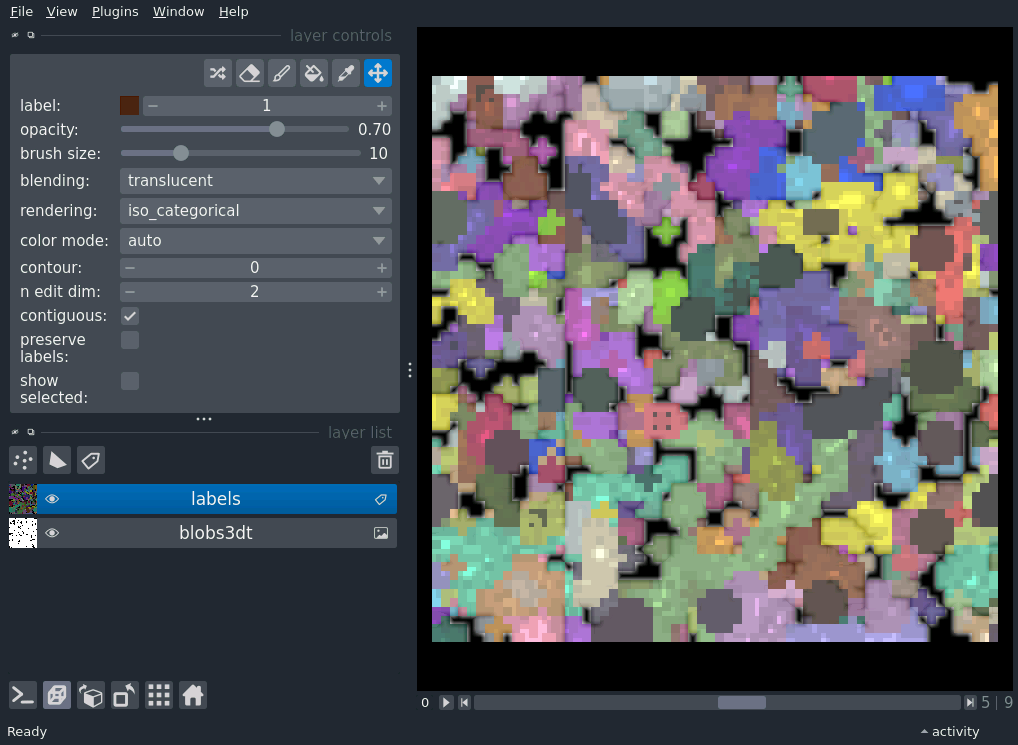 File View Plugins Window Help
layer controls
label: 1
opacity: 0.70
brush size: 10
blending: translucent
rendering: iso_categorical
color mode: auto
contour: 0
n edit dim: 2
contiguous:
preserve
labels:
show
selected:
layer list
labels
blobs3dt
0 5 | 9
Ready activity